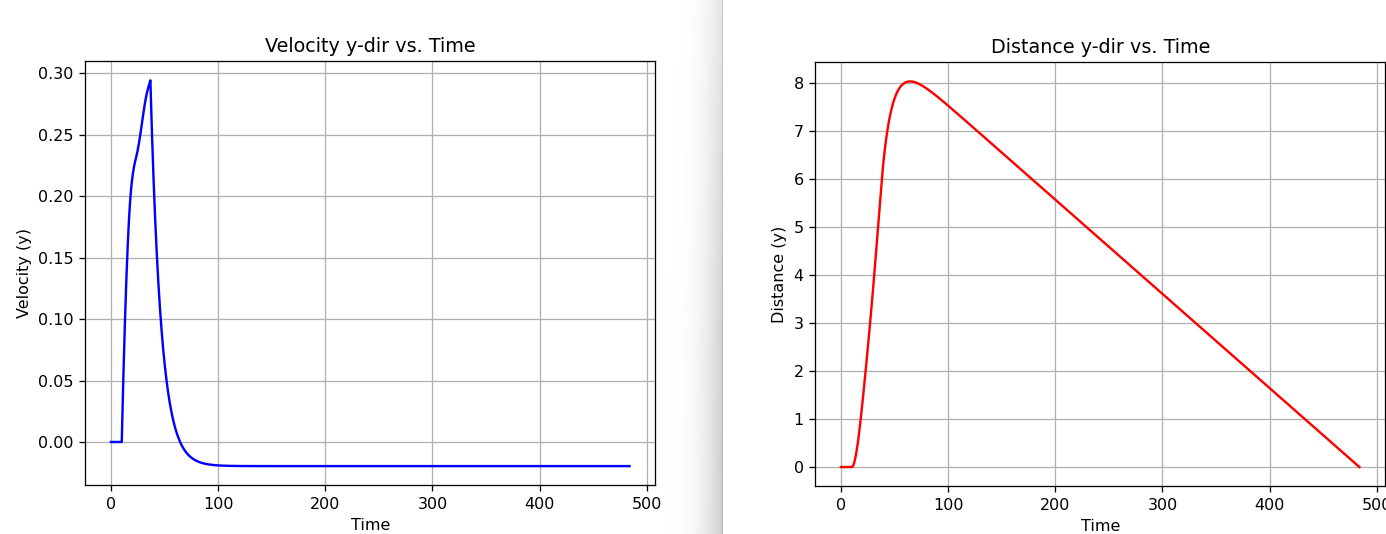 Velocity y-dir vs. Time
0.30
0.25
0.20
0.15
0.10
0.05
0.00
Velocity (y)
0 100 200 300 400 500
Time
Distance y-dir vs. Time
8
7
6
5
4
3
2
1
0
Distance (y)
0 100 200 300 400 500
Time